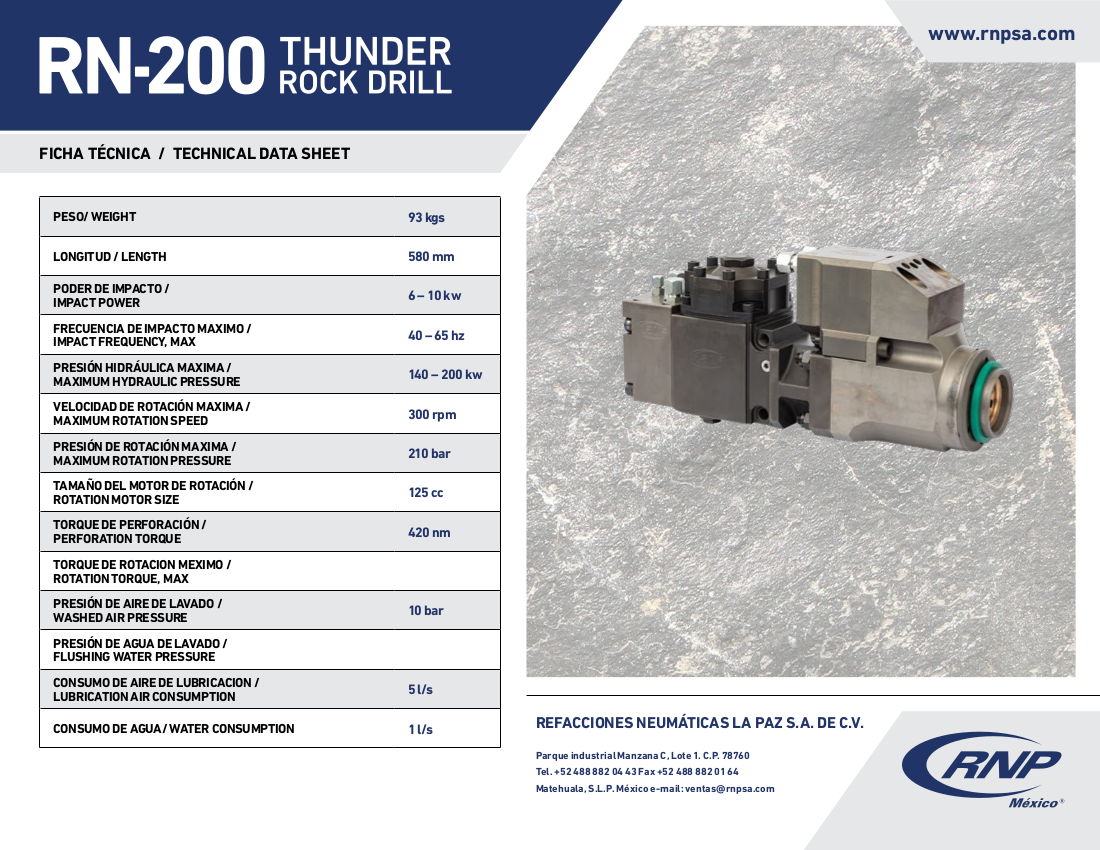 RN-200 THUNDER
ROCK DRILL
www.rnpsa.com
FICHA TÉCNICA / TECHNICAL DATA SHEET
PESO/ WEIGHT 93 kgs
LONGITUD / LENGTH 580 mm
PODER DE IMPACTO /
IMPACT POWER 6 – 10 kw
FRECUENCIA DE IMPACTO MAXIMO /
IMPACT FREQUENCY, MAX 40 – 65 hz
PRESIÓN HIDRÁULICA MAXIMA /
MAXIMUM HYDRAULIC PRESSURE 140 – 200 kw
VELOCIDAD DE ROTACIÓN MAXIMA /
MAXIMUM ROTATION SPEED 300 rpm
PRESIÓN DE ROTACIÓN MAXIMA /
MAXIMUM ROTATION PRESSURE 210 bar
TAMAÑO DEL MOTOR DE ROTACIÓN /
ROTATION MOTOR SIZE 125 cc
TORQUE DE PERFORACIÓN /
PERFORATION TORQUE 420 nm
TORQUE DE ROTACION MEXIMO /
ROTATION TORQUE, MAX
PRESIÓN DE AIRE DE LAVADO /
WASHED AIR PRESSURE 10 bar
PRESIÓN DE AGUA DE LAVADO /
FLUSHING WATER PRESSURE
CONSUMO DE AIRE DE LUBRICACION /
LUBRICATION AIR CONSUMPTION 5 l/s
CONSUMO DE AGUA / WATER CONSUMPTION 1 l/s
REFACCIONES NEUMÁTICAS LA PAZ S.A. DE C.V.
Parque industrial Manzana C, Lote 1. C.P. 78760
Tel. +52 488 882 04 43 Fax +52 488 882 01 64
Matehuala, S.L.P. México e-mail: ventas@rnpsa.com
RNP
México®